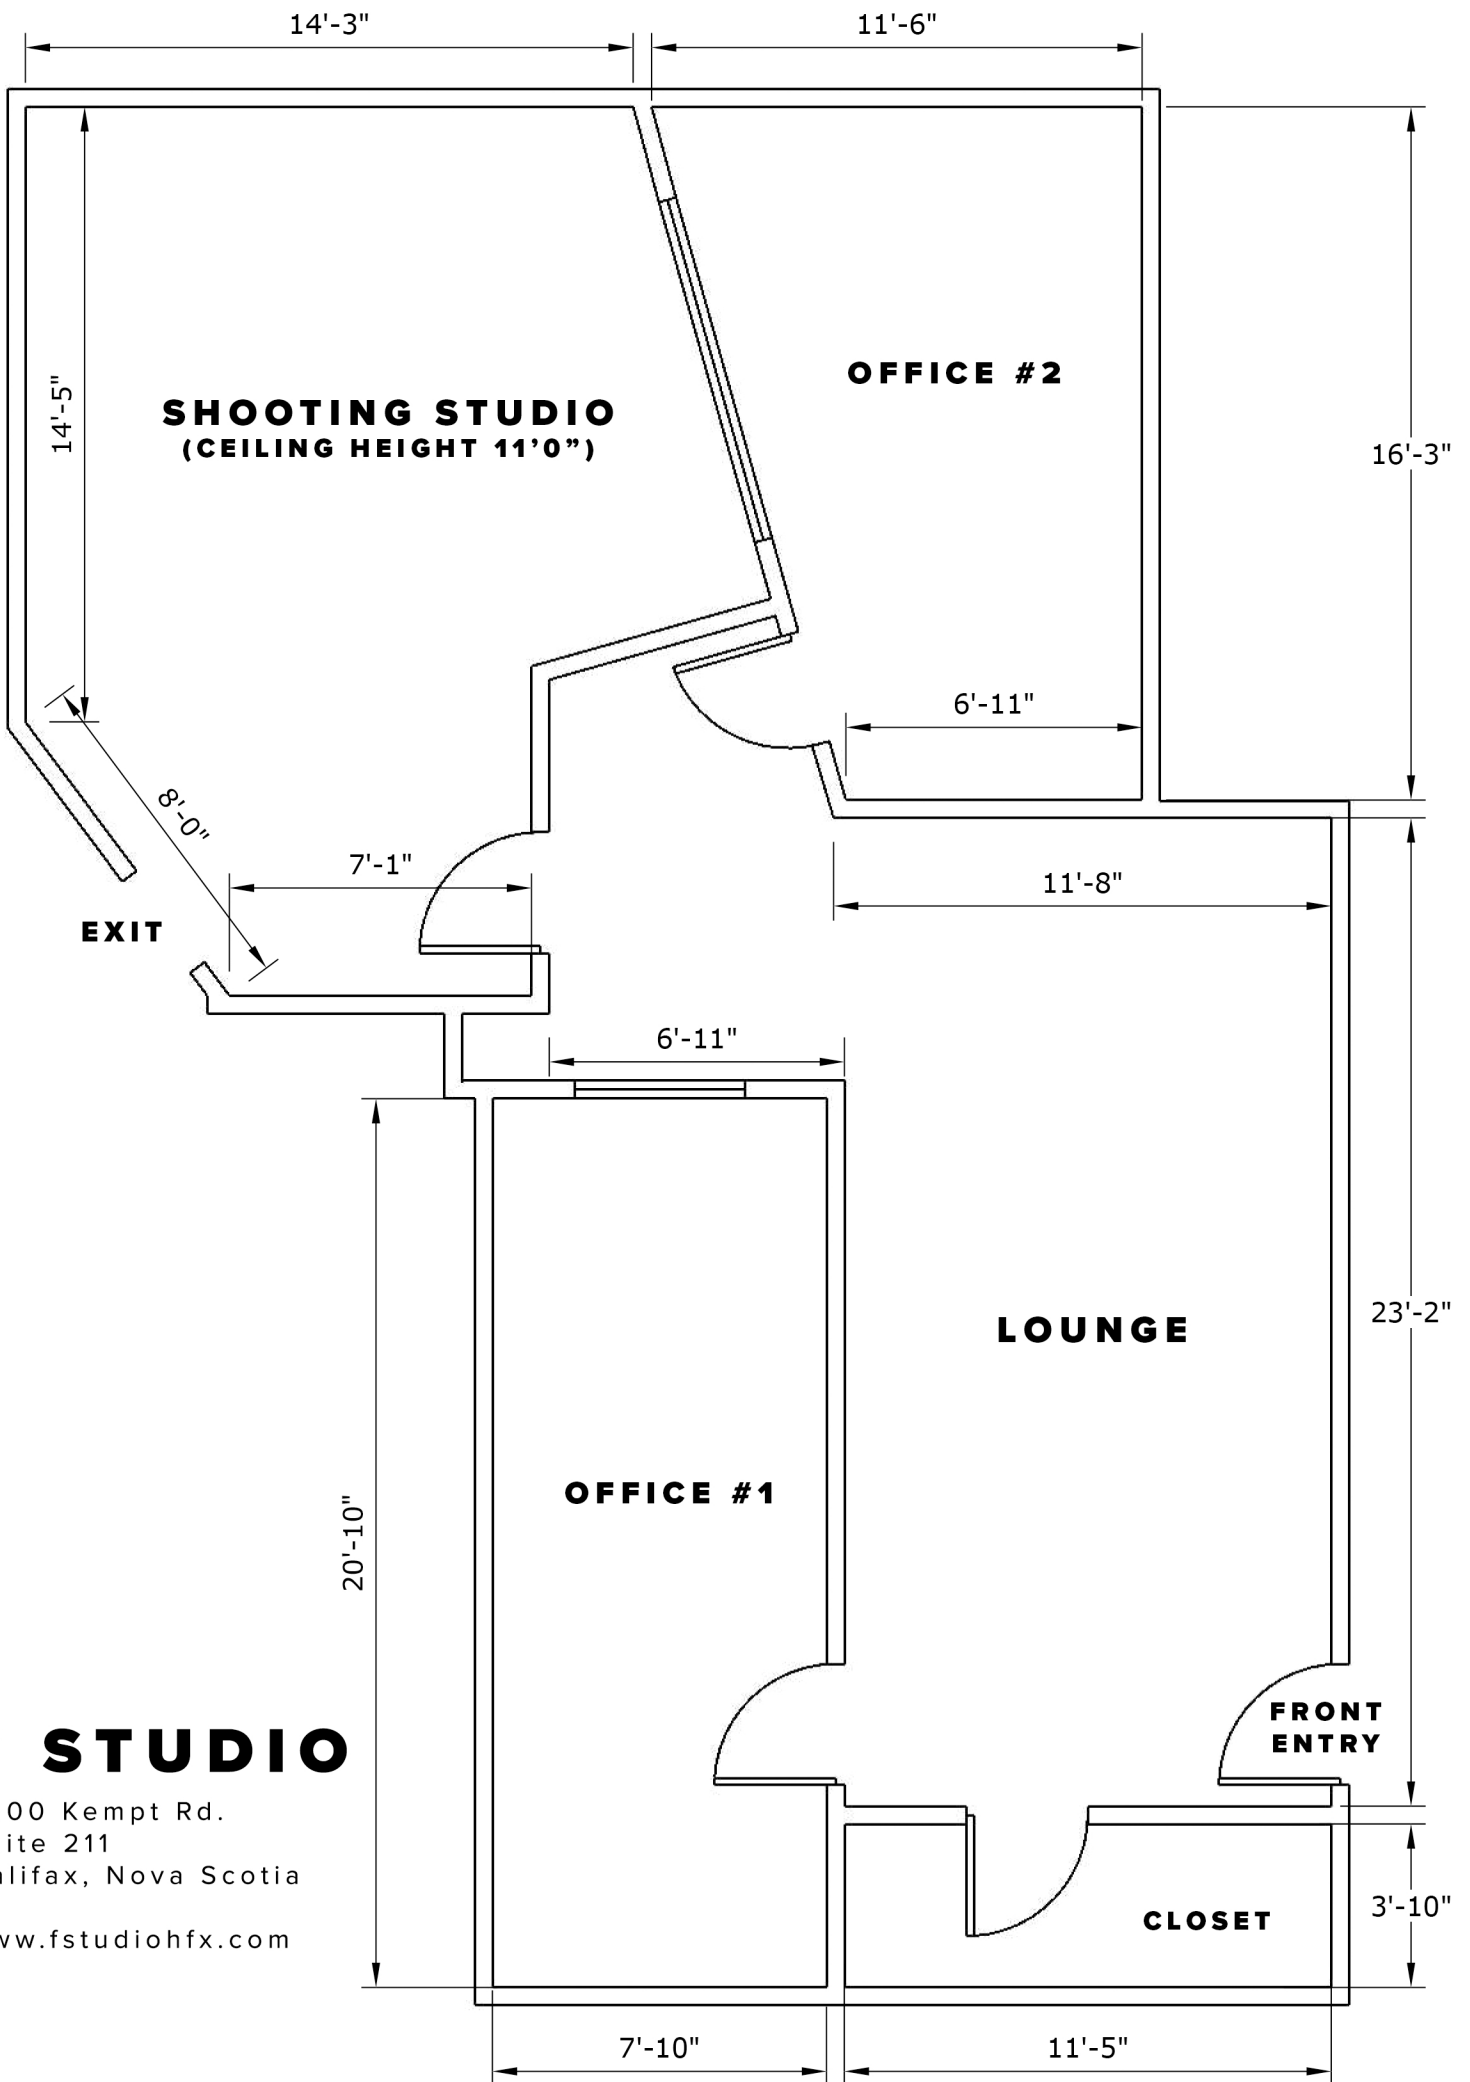 14'-3"
11'-6"
OFFICE #2
14'-5"
SHOOTING STUDIO
(CEILING HEIGHT 11’0”)
16'-3"
6'-11"
8'-0"
7'-1"
11'-8"
EXIT
6'-11"
23'-2"
LOUNGE
OFFICE #1
20'-10"
FRONT
ENTRY
STUDIO
00 Kempt Rd.
ite 211
alifax, Nova Scotia
3'-10"
CLOSET
w.fstudiohfx.com
7'-10"
11'-5"